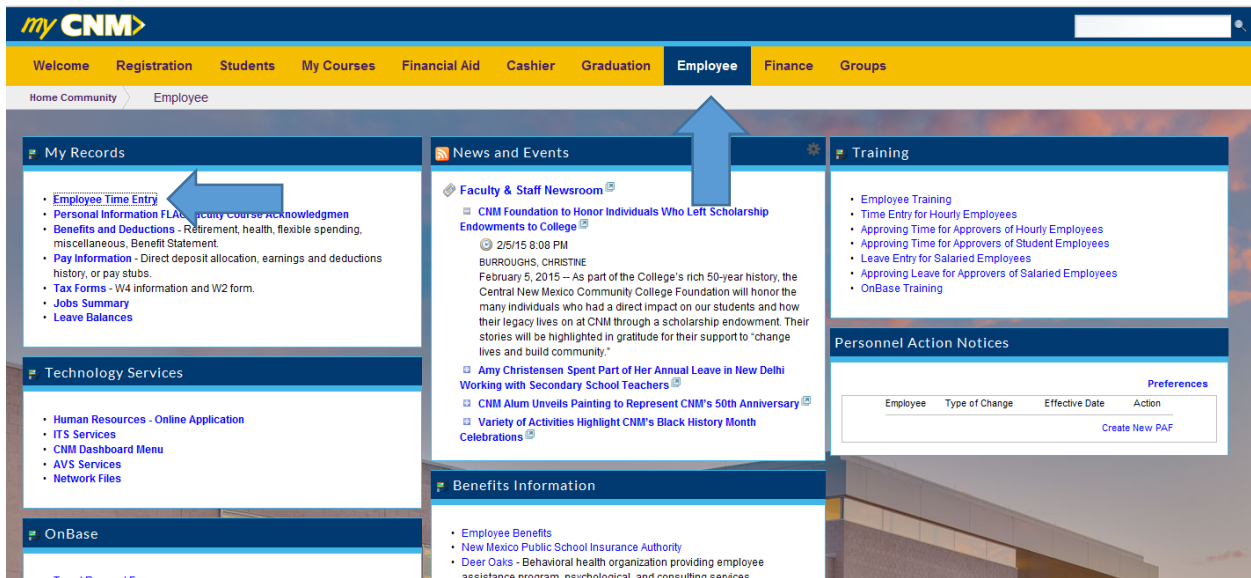 my CNM>
Welcome Registration Students My Courses Financial Aid Cashier Graduation Employee Finance Groups
Home Community Employee
My Records
Employee Time Entry
Personal Information FLAC Faculty Course Acknowledgmen
Benefits and Deductions - Retirement, health, flexible spending,
miscellaneous, Benefit Statement.
Pay Information - Direct deposit allocation, earnings and deductions
history, or pay stubs.
Tax Forms - W4 information and W2 form.
Jobs Summary
Leave Balances
Technology Services
Human Resources - Online Application
ITS Services
CNM Dashboard Menu
AVS Services
Network Files
OnBase
News and Events
Faculty & Staff Newsroom
CNM Foundation to Honor Individuals Who Left Scholarship
Endowments to College
2/5/15 8:08 PM
BURROUGHS, CHRISTINE
February 5, 2015 -- As part of the College's rich 50-year history, the
Central New Mexico Community College Foundation will honor the
many individuals who had a direct impact on our students and how
their legacy lives on at CNM through a scholarship endowment. Their
stories will be highlighted in gratitude for their support to "change
lives and build community."
Amy Christensen Spent Part of Her Annual Leave in New Delhi
Working with Secondary School Teachers
CNM Alum Unveils Painting to Represent CNM's 50th Anniversary
Variety of Activities Highlight CNM's Black History Month
Celebrations
Benefits Information
Employee Benefits
New Mexico Public School Insurance Authority
Deer Oaks - Behavioral health organization providing employee
assistance program, psychological, and consulting services
Training
Employee Training
Time Entry for Hourly Employees
Approving Time for Approvers of Hourly Employees
Approving Time for Approvers of Student Employees
Leave Entry for Salaried Employees
Approving Leave for Approvers of Salaried Employees
OnBase Training
Personnel Action Notices
Preferences
Employee Type of Change Effective Date Action
Create New PAF